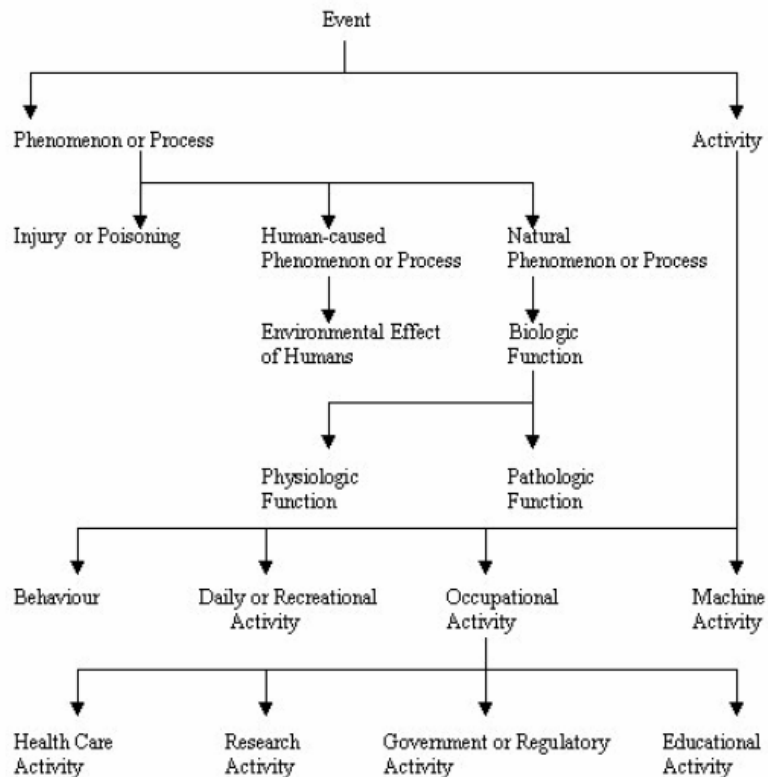 Event
Phenomenon or Process
Activity
Injury or Poisoning
Human-caused
Phenomenon or Process
Natural
Phenomenon or Process
Environmental Effect
of Humans
Biologic
Function
Physiologic
Function
Pathologic
Function
Behaviour
Daily or Recreational
Activity
Occupational
Activity
Machine
Activity
Health Care
Activity
Research
Activity
Government or Regulatory
Activity
Educational
Activity